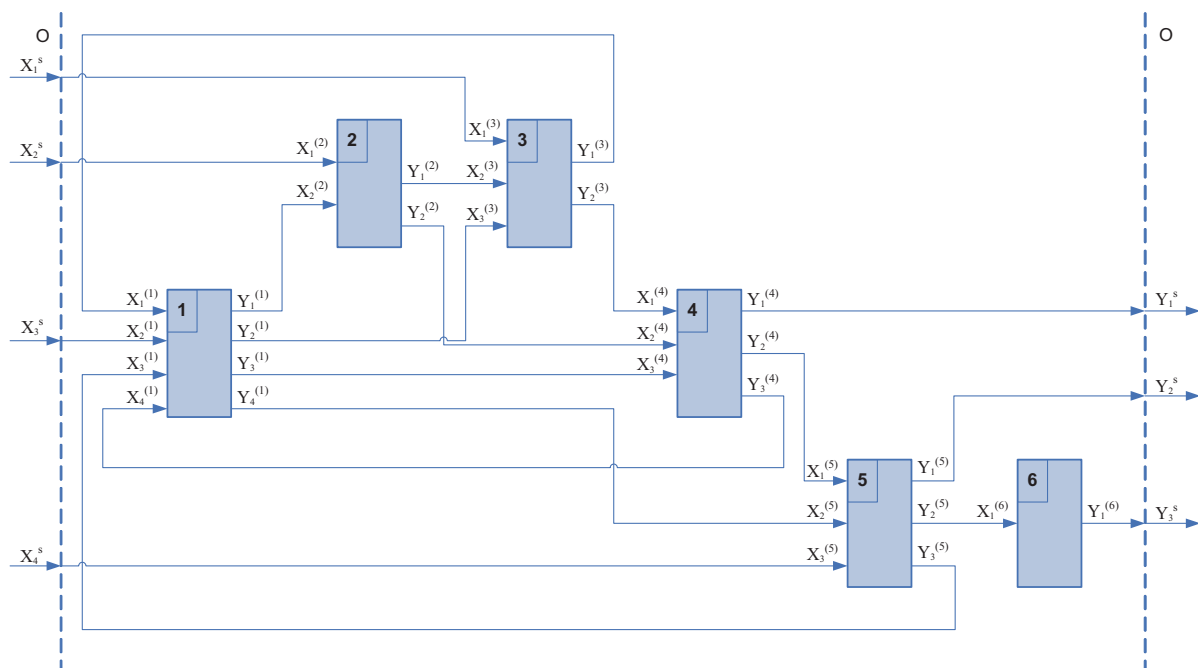 O
O
X₁ˢ
X₁⁽³⁾
2
3
X₂ˢ
X₁⁽²⁾
Y₁⁽³⁾
Y₁⁽²⁾
X₂⁽³⁾
X₂⁽²⁾
Y₂⁽³⁾
Y₂⁽²⁾
X₃⁽³⁾
X₁⁽¹⁾
1
Y₁⁽¹⁾
X₁⁽⁴⁾
4
Y₁⁽⁴⁾
Y₁ˢ
X₃ˢ
X₂⁽¹⁾
Y₂⁽¹⁾
X₂⁽⁴⁾
Y₂⁽⁴⁾
X₃⁽¹⁾
Y₃⁽¹⁾
X₃⁽⁴⁾
Y₃⁽⁴⁾
Y₂ˢ
X₄⁽¹⁾
Y₄⁽¹⁾
X₁⁽⁵⁾
5
Y₁⁽⁵⁾
6
X₂⁽⁵⁾
Y₂⁽⁵⁾
X₁⁽⁶⁾
Y₁⁽⁶⁾
Y₃ˢ
X₄ˢ
X₃⁽⁵⁾
Y₃⁽⁵⁾